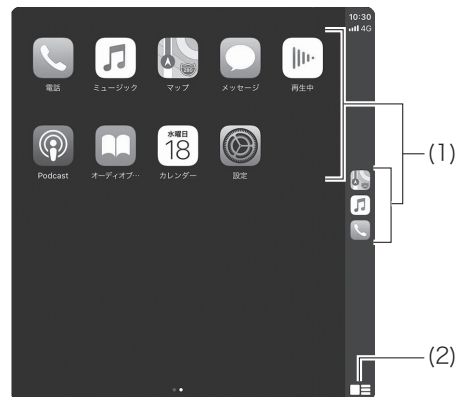 10:30
4G
電話 ミュージック マップ メッセージ 再生中
水曜日
18
Podcast オーディオブ… カレンダー 設定
(1)
(2)